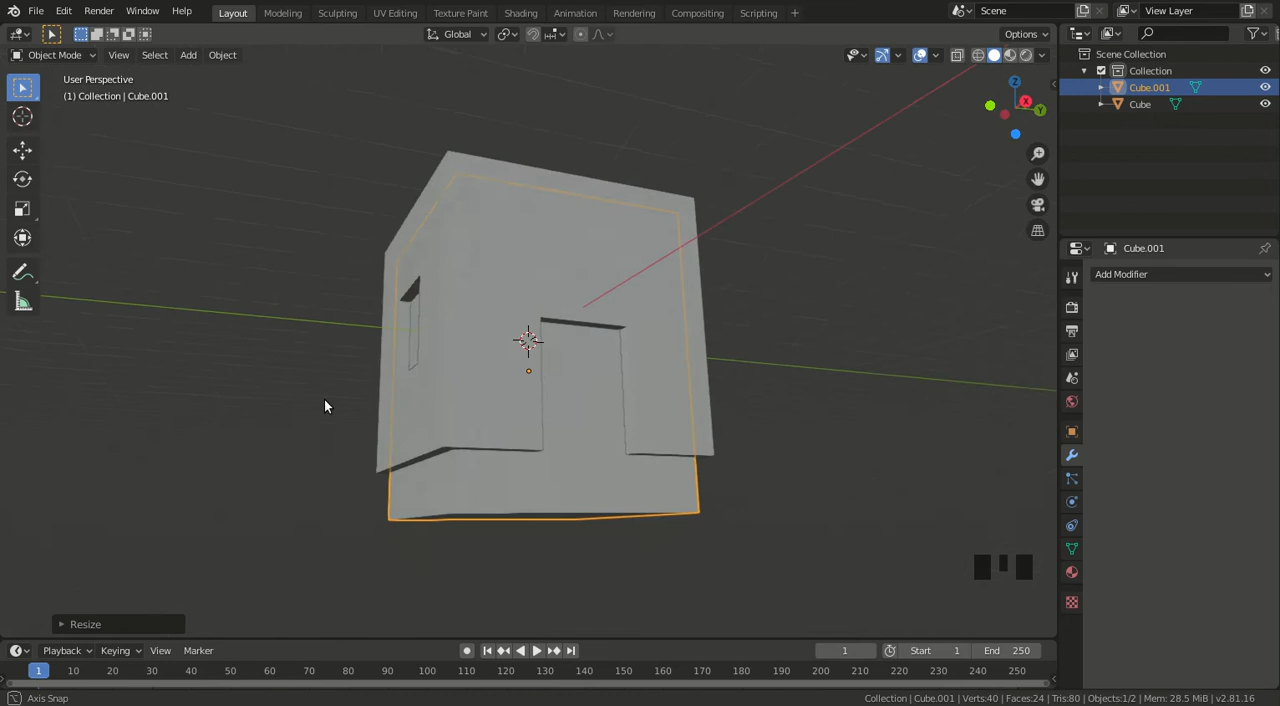 File Edit Render Window Help Layout Modeling Sculpting UV Editing Texture Paint Shading Animation Rendering Compositing Scripting + Scene View Layer
Global Options
Object Mode View Select Add Object
User Perspective
(1) Collection | Cube.001
Z
X
Y
Scene Collection
Collection
Cube.001
Cube
Cube.001
Add Modifier
Resize
Playback Keying View Marker 1 Start 1 End 250
1 10 20 30 40 50 60 70 80 90 100 110 120 130 140 150 160 170 180 190 200 210 220 230 240 250
Axis Snap Collection | Cube.001 | Verts:40 | Faces:24 | Tris:80 | Objects:1/2 | Mem: 28.5 MiB | v2.81.16